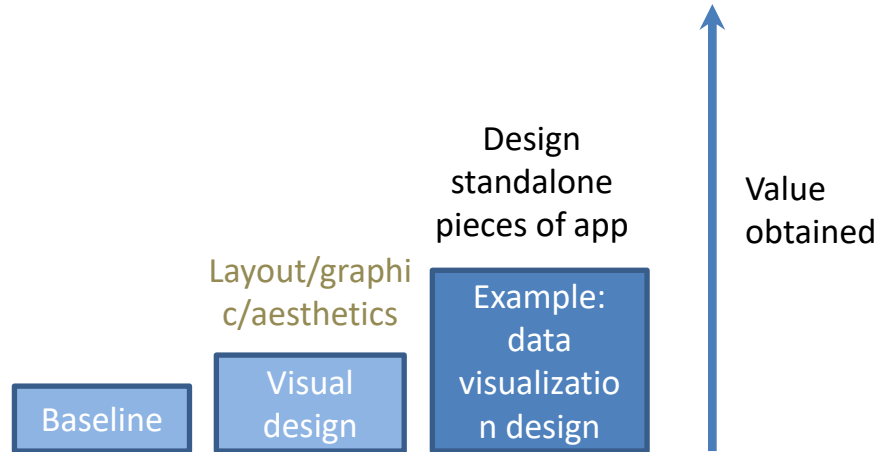 Design
standalone
pieces of app
Value
obtained
Layout/graphi
c/aesthetics
Example:
data
visualizatio
n design
Visual
design
Baseline